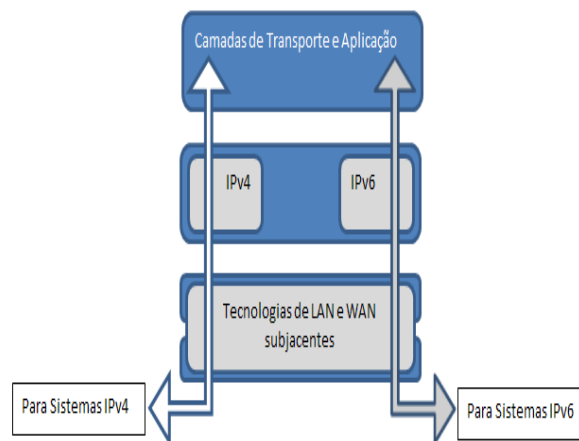 Camadas de Transporte e Aplicação
IPv4
IPv6
Tecnologias de LAN e WAN
subjacentes
Para Sistemas IPv4
Para Sistemas IPv6